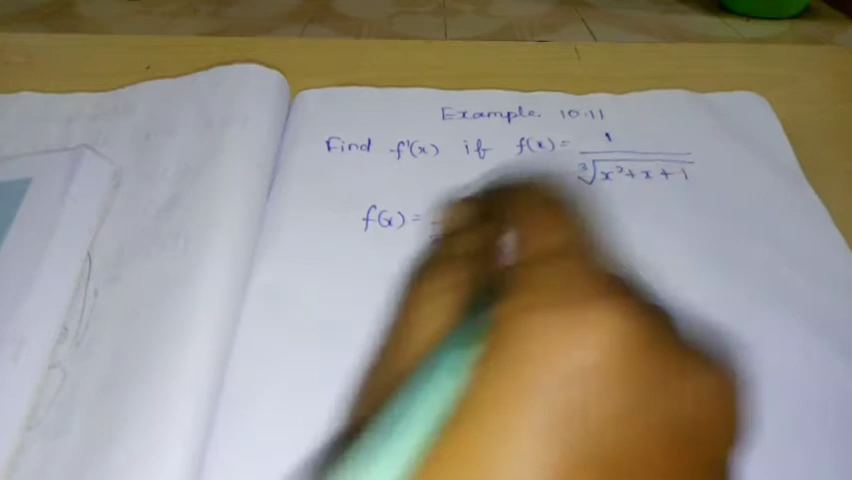 Example 10.11
Find f'(x) if f(x) = 1/∛(x²+x+1)
f(x) =